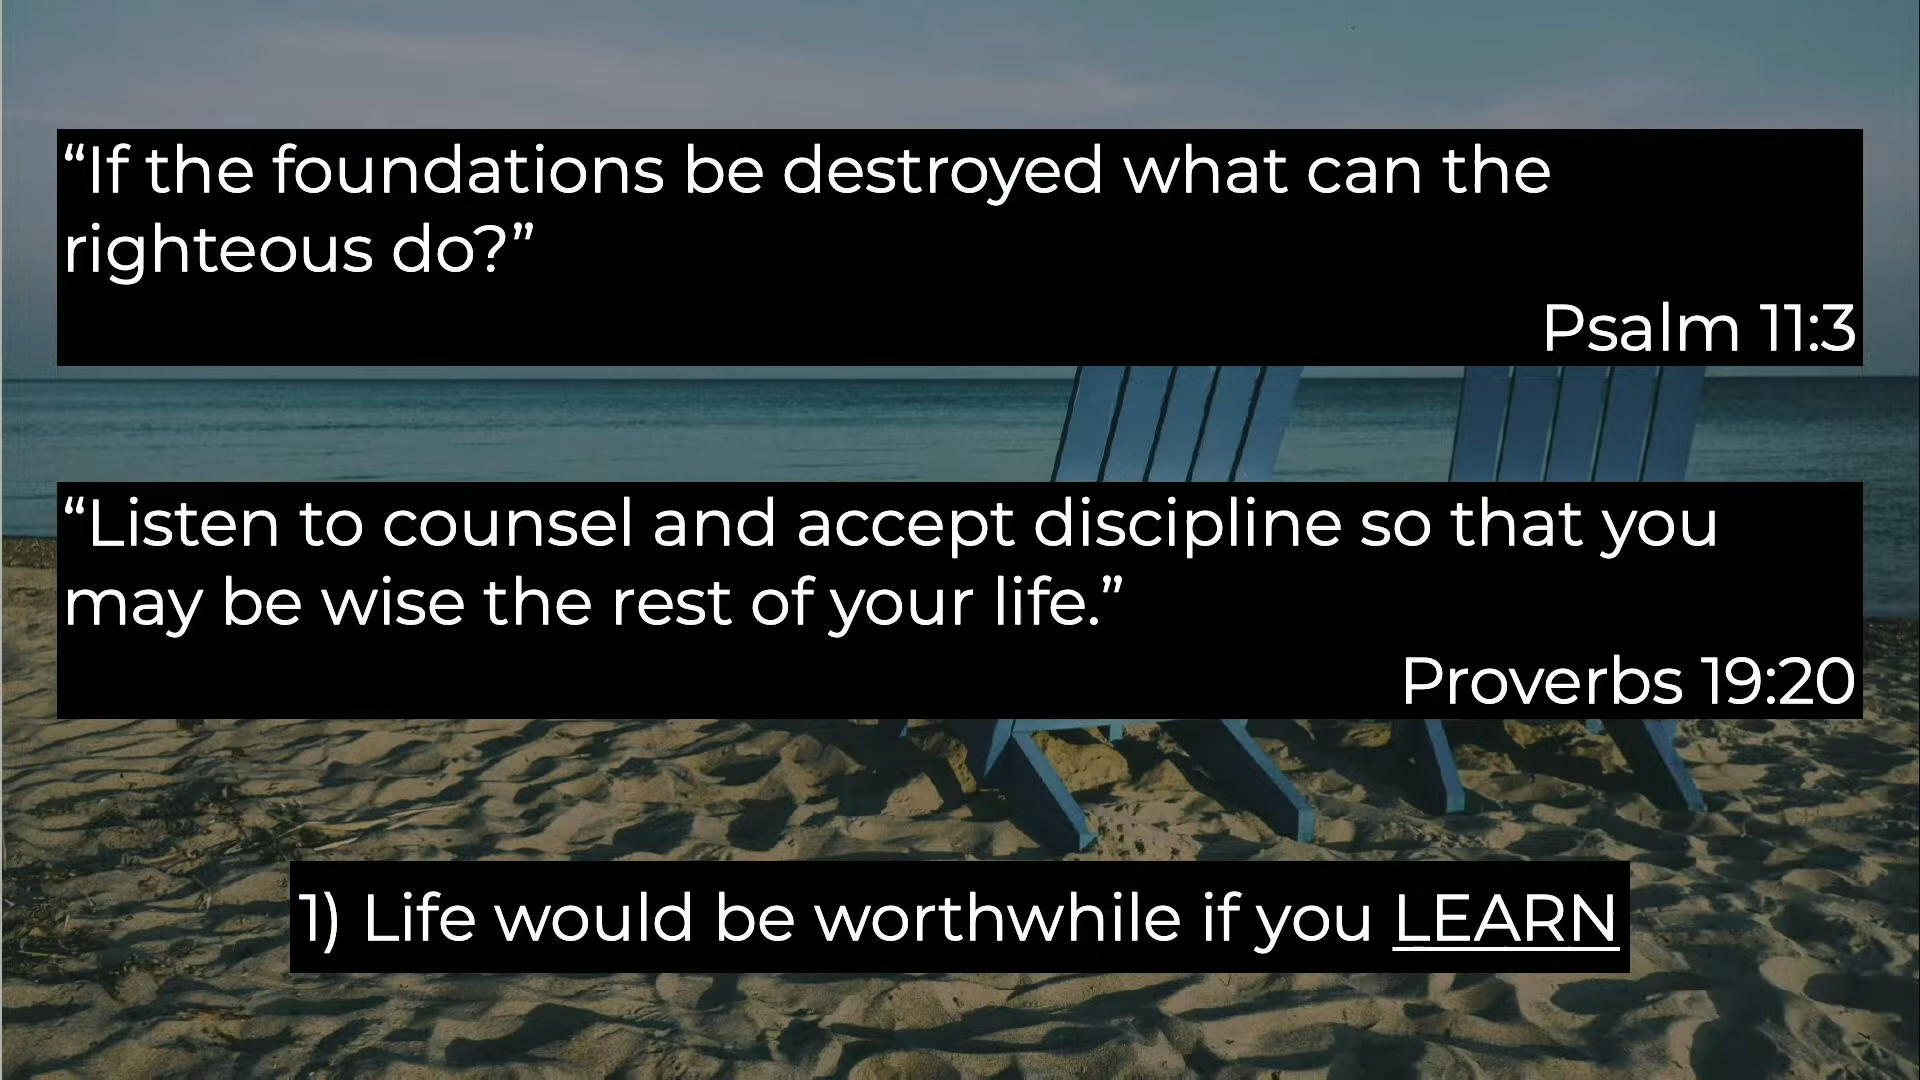 “If the foundations be destroyed what can the
righteous do?”
Psalm 11:3
“Listen to counsel and accept discipline so that you
may be wise the rest of your life.”
Proverbs 19:20
1) Life would be worthwhile if you LEARN